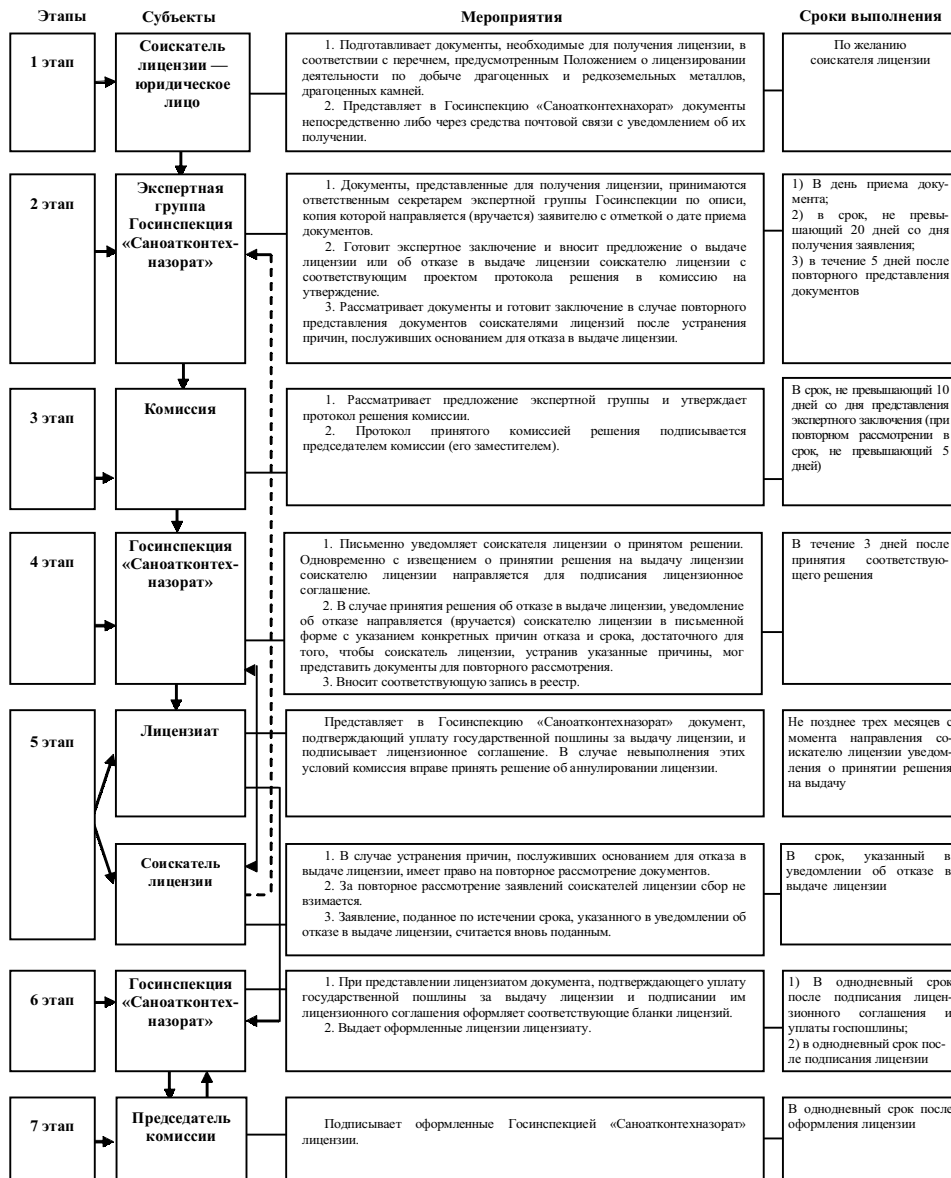 Этапы Субъекты Мероприятия Сроки выполнения
1 этап
Соискатель
лицензии —
юридическое
лицо
1. Подготавливает документы, необходимые для получения лицензии, в
соответствии с перечнем, предусмотренным Положением о лицензировании
деятельности по добыче драгоценных и редкоземельных металлов,
драгоценных камней.
2. Представляет в Госинспекцию «Саноатконтехнахорат» документы
непосредственно либо через средства почтовой связи с уведомлением об их
получении.
По желанию
соискателя лицензии
2 этап
Экспертная
группа
Госинспекция
«Саноатконтех-
назорат»
1. Документы, представленные для получения лицензии, принимаются
ответственным секретарем экспертной группы Госинспекции по описи,
копия которой направляется (вручается) заявителю с отметкой о дате приема
документов.
2. Готовит экспертное заключение и вносит предложение о выдаче
лицензии или об отказе в выдаче лицензии соискателю лицензии с
соответствующим проектом протокола решения в комиссию на
утверждение.
3. Рассматривает документы и готовит заключение в случае повторного
представления документов соискателями лицензий после устранения
причин, послуживших основанием для отказа в выдаче лицензии.
1) В день приема доку-
мента;
2) в срок, не превы-
шающий 20 дней со дня
получения заявления;
3) в течение 5 дней после
повторного представления
документов
3 этап
Комиссия
1. Рассматривает предложение экспертной группы и утверждает
протокол решения комиссии.
2. Протокол принятого комиссией решения подписывается
председателем комиссии (его заместителем).
В срок, не превышающий 10
дней со дня представления
экспертного заключения (при
повторном рассмотрении в
срок, не превышающий 5
дней)
4 этап
Госинспекция
«Саноатконтех-
назорат»
1. Письменно уведомляет соискателя лицензии о принятом решении.
Одновременно с извещением о принятии решения на выдачу лицензии
соискателю лицензии направляется для подписания лицензионное
соглашение.
2. В случае принятия решения об отказе в выдаче лицензии, уведомление
об отказе направляется (вручается) соискателю лицензии в письменной
форме с указанием конкретных причин отказа и срока, достаточного для
того, чтобы соискатель лицензии, устранив указанные причины, мог
представить документы для повторного рассмотрения.
3. Вносит соответствующую запись в реестр.
В течение 3 дней после
принятия соответствую-
щего решения
5 этап
Лицензиат
Представляет в Госинспекцию «Саноатконтехназорат» документ,
подтверждающий уплату государственной пошлины за выдачу лицензии, и
подписывает лицензионное соглашение. В случае невыполнения этих
условий комиссия вправе принять решение об аннулировании лицензии.
Не позднее трех месяцев с
момента направления со-
искателю лицензии уведом-
ления о принятии решения
на выдачу
Соискатель
лицензии
1. В случае устранения причин, послуживших основанием для отказа в
выдаче лицензии, имеет право на повторное рассмотрение документов.
2. За повторное рассмотрение заявлений соискателей лицензии сбор не
взимается.
3. Заявление, поданное по истечении срока, указанного в уведомлении об
отказе в выдаче лицензии, считается вновь поданным.
В срок, указанный в
уведомлении об отказе в
выдаче лицензии
6 этап
Госинспекция
«Саноатконтех-
назорат»
1. При представлении лицензиатом документа, подтверждающего уплату
государственной пошлины за выдачу лицензии и подписании им
лицензионного соглашения оформляет соответствующие бланки лицензий.
2. Выдает оформленные лицензии лицензиату.
1) В однодневный срок
после подписания лицен-
зионного соглашения и
уплаты госпошлины;
2) в однодневный срок пос-
ле подписания лицензии
7 этап
Председатель
комиссии
Подписывает оформленные Госинспекцией «Саноатконтехназорат»
лицензии.
В однодневный срок после
оформления лицензии